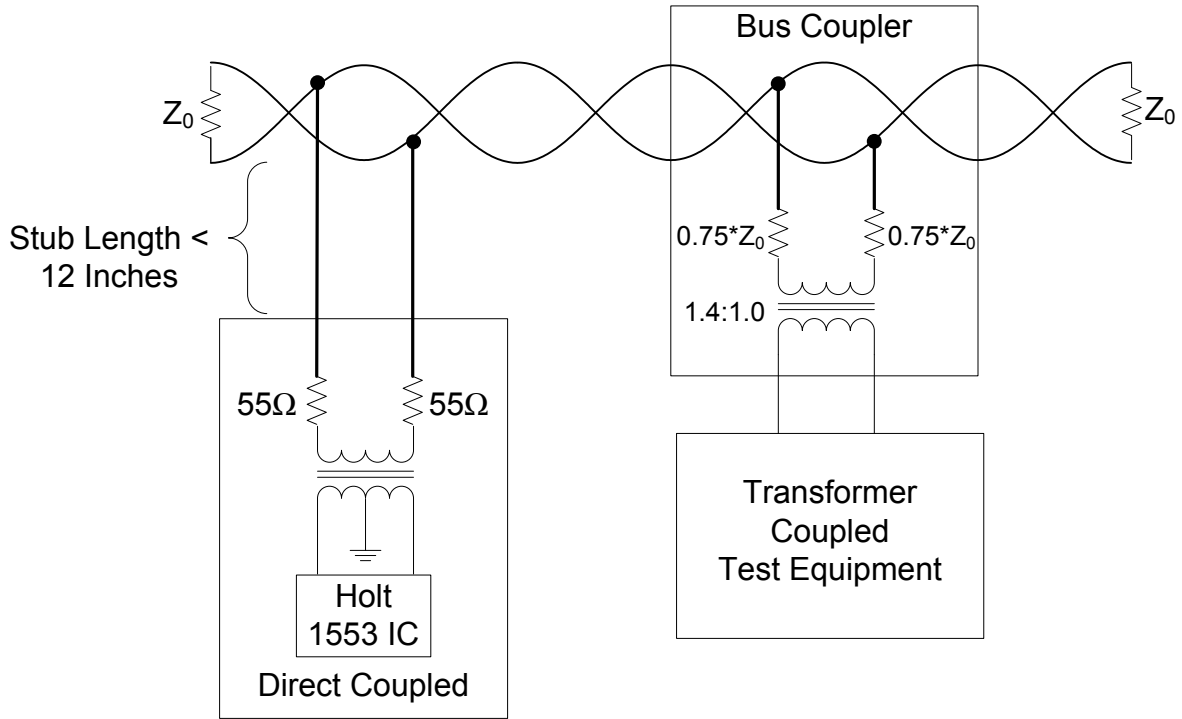 Bus Coupler
Z0
Z0
Stub Length <
12 Inches
0.75*Z0
0.75*Z0
1.4:1.0
55Ω
55Ω
Holt
1553 IC
Direct Coupled
Transformer
Coupled
Test Equipment